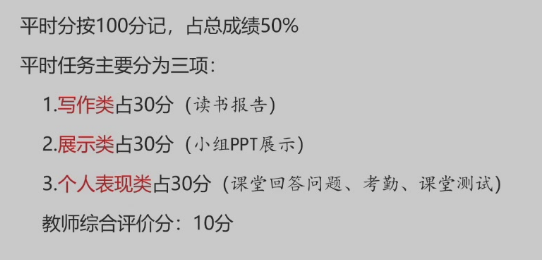 平时分按100分记，占总成绩50%
平时任务主要分为三项：
1.写作类占30分（读书报告）
2.展示类占30分（小组PPT展示）
3.个人表现类占30分（课堂回答问题、考勤、课堂测试）
教师综合评价分：10分